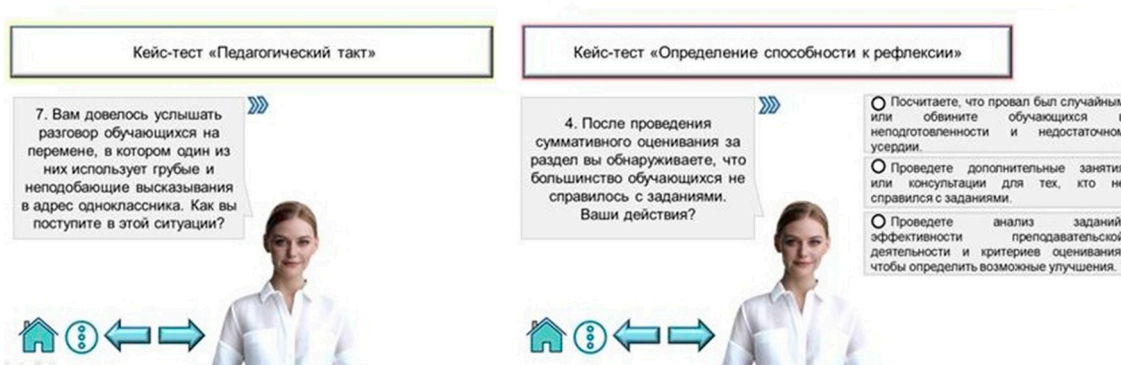 Кейс-тест «Педагогический такт»
7. Вам довелось услышать
разговор обучающихся на
перемене, в котором один из
них использует грубые и
неподобающие высказывания
в адрес одноклассника. Как вы
поступите в этой ситуации?
Кейс-тест «Определение способности к рефлексии»
4. После проведения
суммативного оценивания за
раздел вы обнаруживаете, что
большинство обучающихся не
справилось с заданиями.
Ваши действия?
Посчитаете, что провал был случайным
или обвините обучающихся
неподготовленности и недостаточном
усердии.
Проведете дополнительные занятия
или консультации для тех, кто не
справился с заданиями.
Проведете анализ заданий,
эффективности преподавательской
деятельности и критериев оценивания,
чтобы определить возможные улучшения.